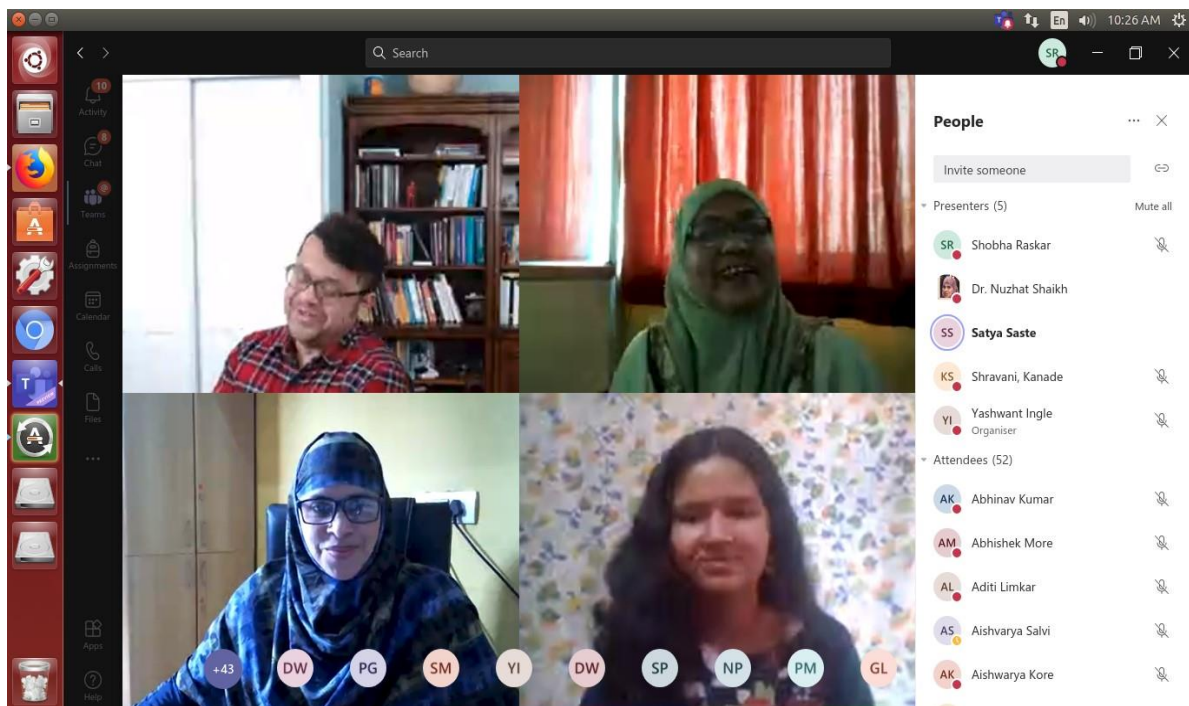 En
10:26 AM
Search
SR
10
Activity
8
Chat
Teams
Assignments
Calendar
Calls
Files
Apps
Help
+43
DW
PG
SM
YI
DW
SP
NP
PM
GL
People
Invite someone
Presenters (5) Mute all
SR Shobha Raskar
Dr. Nuzhat Shaikh
SS Satya Saste
KS Shravani, Kanade
YI Yashwant Ingle
Organiser
Attendees (52)
AK Abhinav Kumar
AM Abhishek More
AL Aditi Limkar
AS Aishvarya Salvi
AK Aishwarya Kore